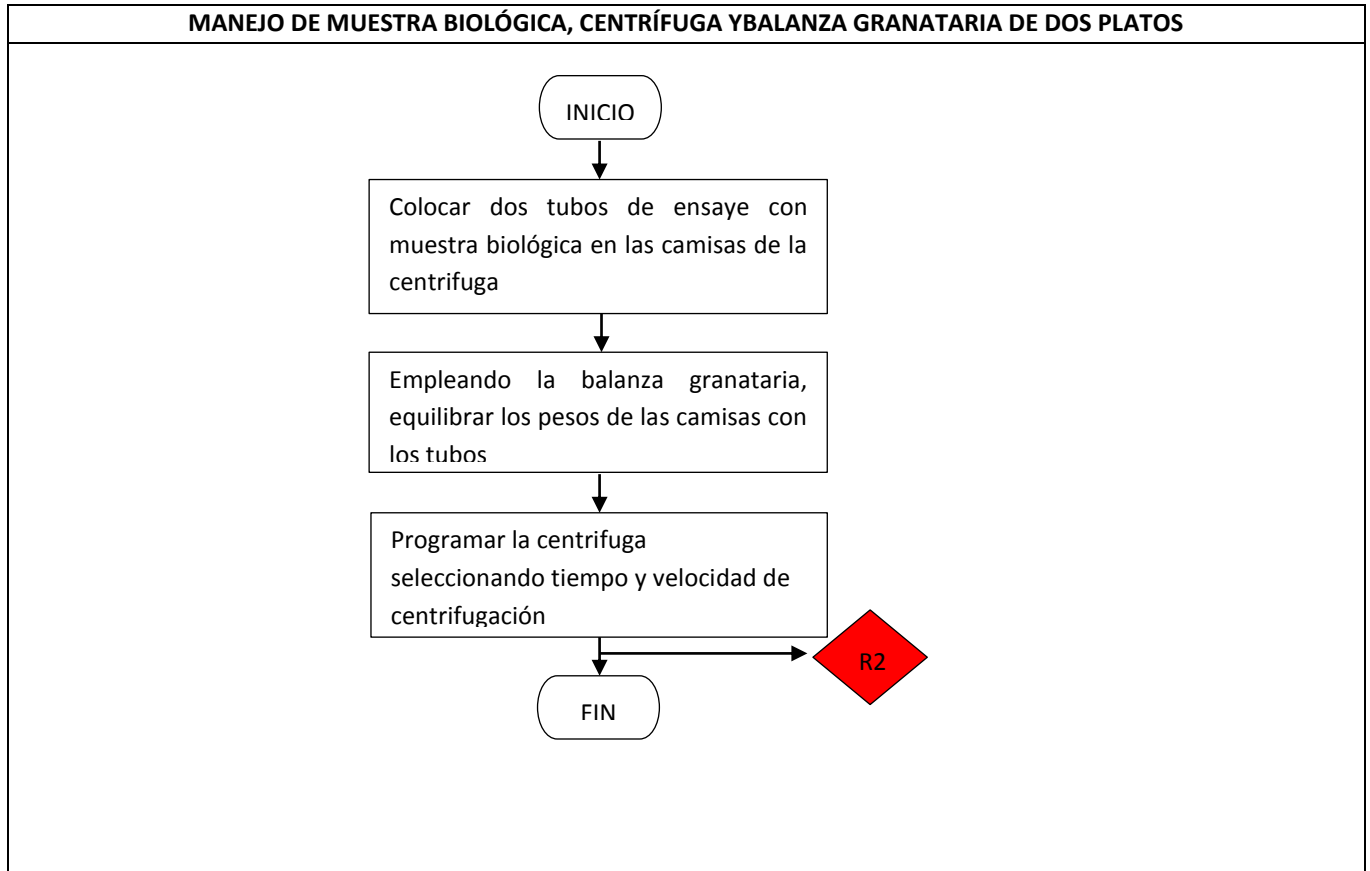 MANEJO DE MUESTRA BIOLÓGICA, CENTRÍFUGA YBALANZA GRANATARIA DE DOS PLATOS
INICIO
Colocar dos tubos de ensaye con
muestra biológica en las camisas de la
centrifuga
Empleando la balanza granataria,
equilibrar los pesos de las camisas con
los tubos
Programar la centrifuga
seleccionando tiempo y velocidad de
centrifugación
R2
FIN